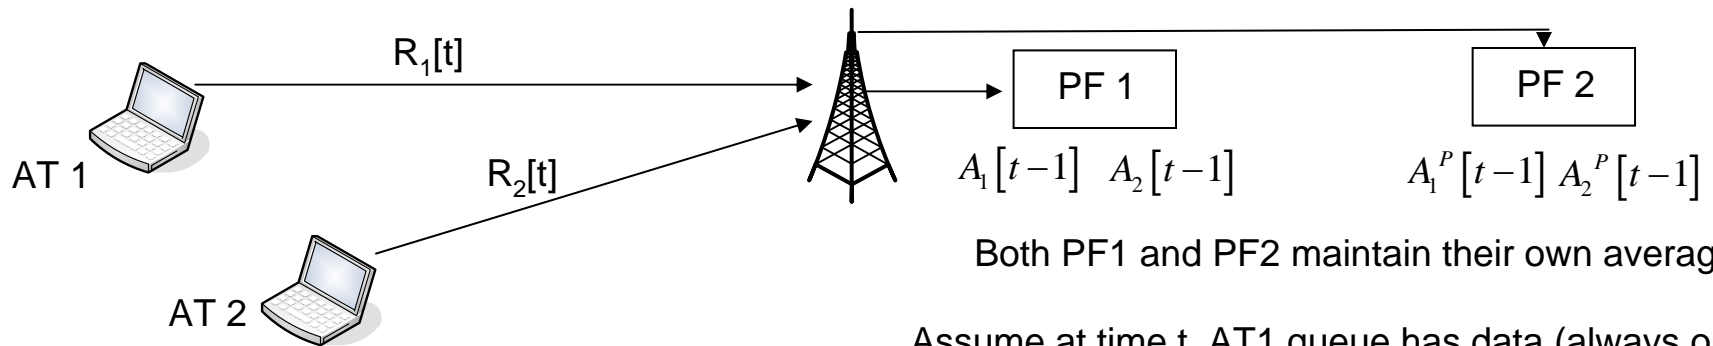 R₁[t]
PF 1
PF 2
AT 1
R₂[t]
A₁[t−1] A₂[t−1]
A₁ᴾ[t−1] A₂ᴾ[t−1]
Both PF1 and PF2 maintain their own averag
AT 2
Assume at time t, AT1 queue has data (always o